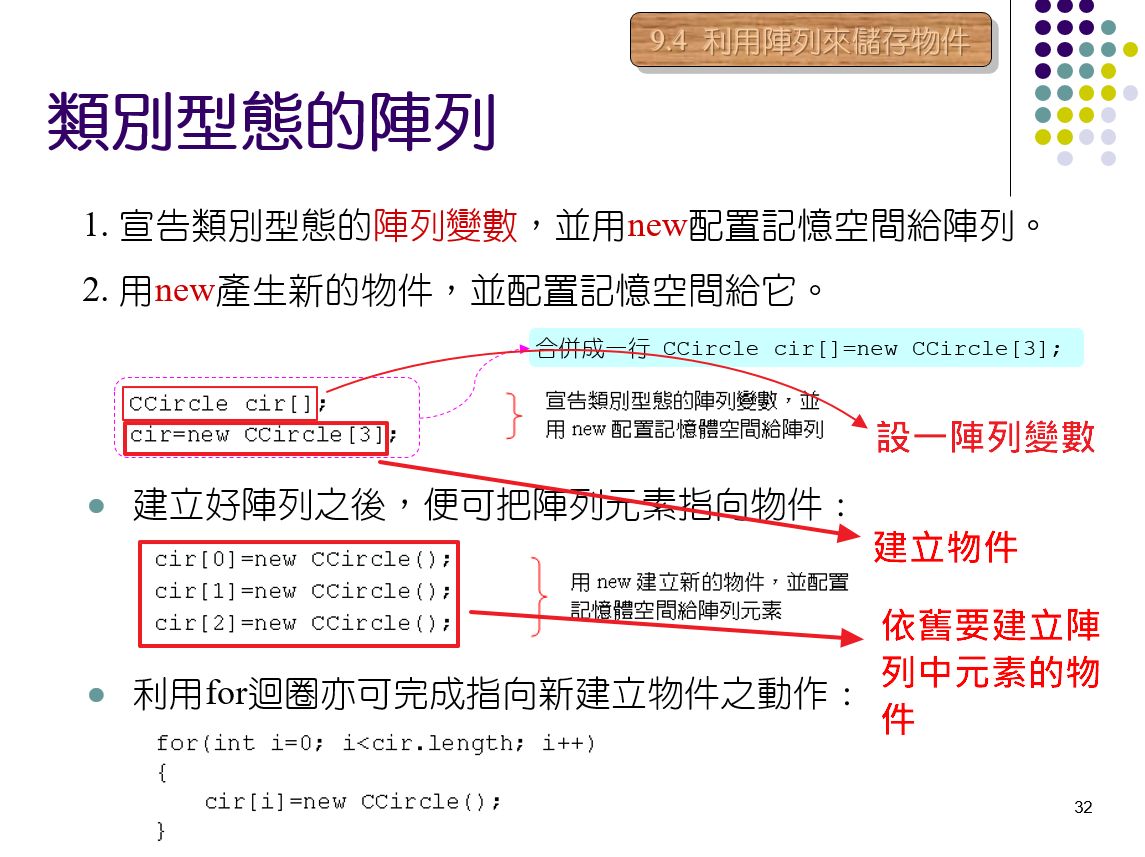 9.4 利用陣列來儲存物件
類別型態的陣列
1. 宣告類別型態的陣列變數，並用new配置記憶空間給陣列。
2. 用new產生新的物件，並配置記憶空間給它。
合併成一行 CCircle cir[]=new CCircle[3];
CCircle cir[];
cir=new CCircle[3];
宣告類別型態的陣列變數，並
用 new 配置記憶體空間給陣列
設一陣列變數
● 建立好陣列之後，便可把陣列元素指向物件：
建立物件
cir[0]=new CCircle();
cir[1]=new CCircle();
cir[2]=new CCircle();
用 new 建立新的物件，並配置
記憶體空間給陣列元素
依舊要建立陣
列中元素的物
件
● 利用for迴圈亦可完成指向新建立物件之動作：
for(int i=0; i<cir.length; i++)
{
cir[i]=new CCircle();
}
32